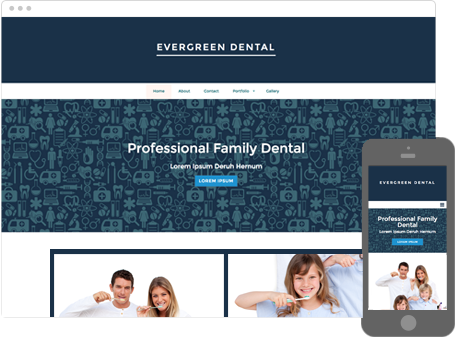 EVERGREEN DENTAL
Home About Contact Portfolio Gallery
Professional Family Dental
Lorem Ipsum Deruh Hernum
LOREM IPSUM
EVERGREEN DENTAL
Professional Family
Dental
Lorem Ipsum Deruh Hernum
LOREM IPSUM